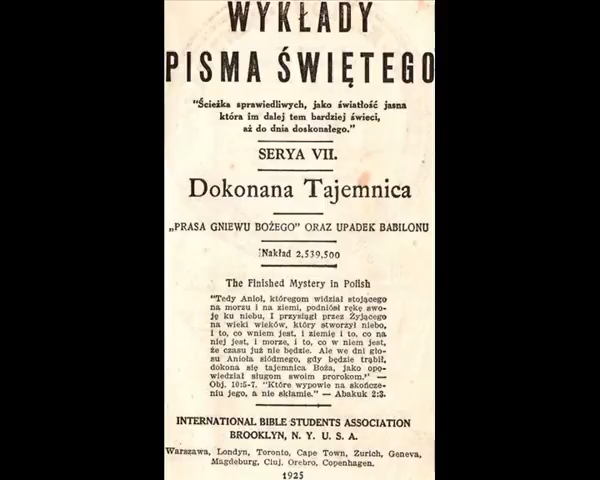 WYKŁADY
PISMA ŚWIĘTEGO
"Ścieżka sprawiedliwych, jako światłość jasna
która im dalej tem bardziej świeci,
aż do dnia doskonałego."
SERYA VII.
Dokonana Tajemnica
„PRASA GNIEWU BOŻEGO" ORAZ UPADEK BABILONU
Nakład 2,539,500
The Finished Mystery in Polish
"Tedy Anioł, któregom widział stojącego
na morzu i na ziemi, podniósł rękę swo-
ję ku niebu, I przysiągł przez Żyjącego
na wieki wieków, który stworzył niebo,
i to, co wniem jest, i ziemię i to, co na
niej jest, i morze, i to, co w niem jest,
że czasu już nie będzie. Ale we dni gło-
su Anioła siódmego, gdy będzie trąbił,
dokona się tajemnica Boża, jako opo-
wiedział sługom swoim prorokom." —
Obj. 10:5-7. "Które wypowie na skończe-
niu jego, a nie skłamie." — Abakuk 2:3.
INTERNATIONAL BIBLE STUDENTS ASSOCIATION
BROOKLYN, N. Y. U. S. A.
Warszawa, Londyn, Toronto, Cape Town, Zurich, Geneva,
Magdeburg, Cluj, Orebro, Copenhagen.
1925